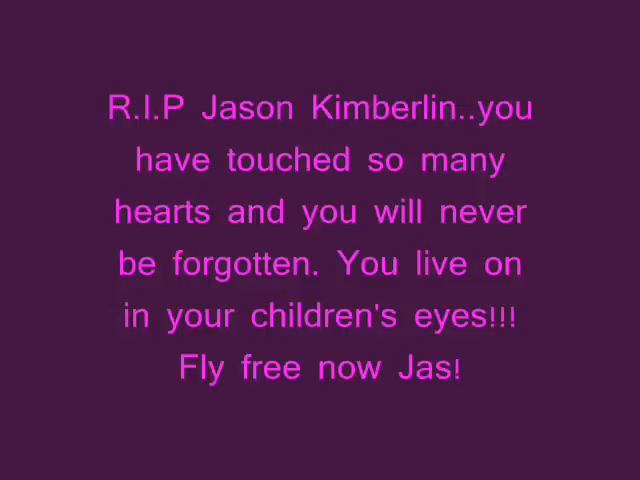 R.I.P Jason Kimberlin..you
have touched so many
hearts and you will never
be forgotten. You live on
in your children's eyes!!!
Fly free now Jas!